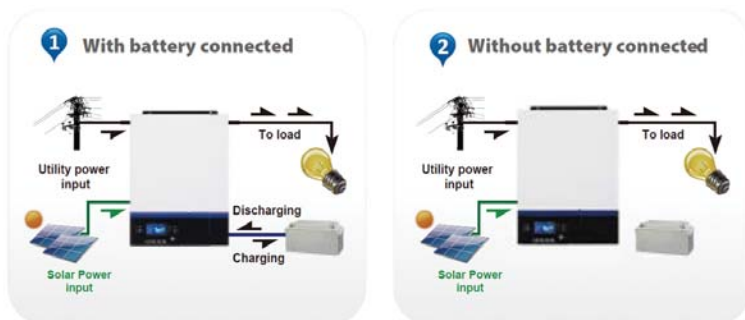 1 With battery connected
To load
Utility power
input
Discharging
Charging
Solar Power
input
2 Without battery connected
To load
Utility power
input
Solar Power
input